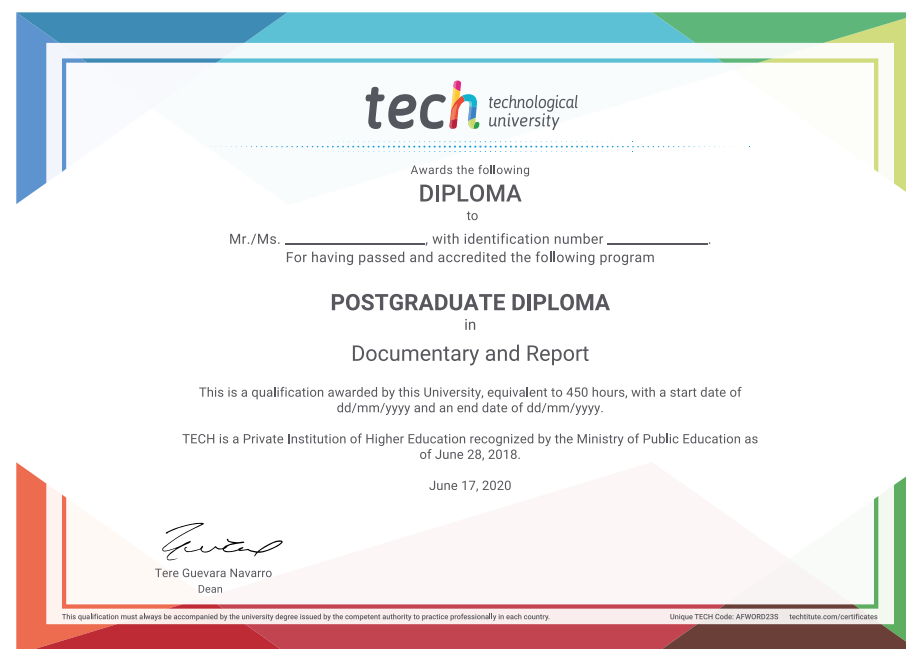 tech technological
university
Awards the following
DIPLOMA
to
Mr./Ms. ____________________, with identification number ______________.
For having passed and accredited the following program
POSTGRADUATE DIPLOMA
in
Documentary and Report
This is a qualification awarded by this University, equivalent to 450 hours, with a start date of
dd/mm/yyyy and an end date of dd/mm/yyyy.
TECH is a Private Institution of Higher Education recognized by the Ministry of Public Education as
of June 28, 2018.
June 17, 2020
Tere Guevara Navarro
Dean
This qualification must always be accompanied by the university degree issued by the competent authority to practice professionally in each country. Unique TECH Code: AFWORD23S techtitute.com/certificates